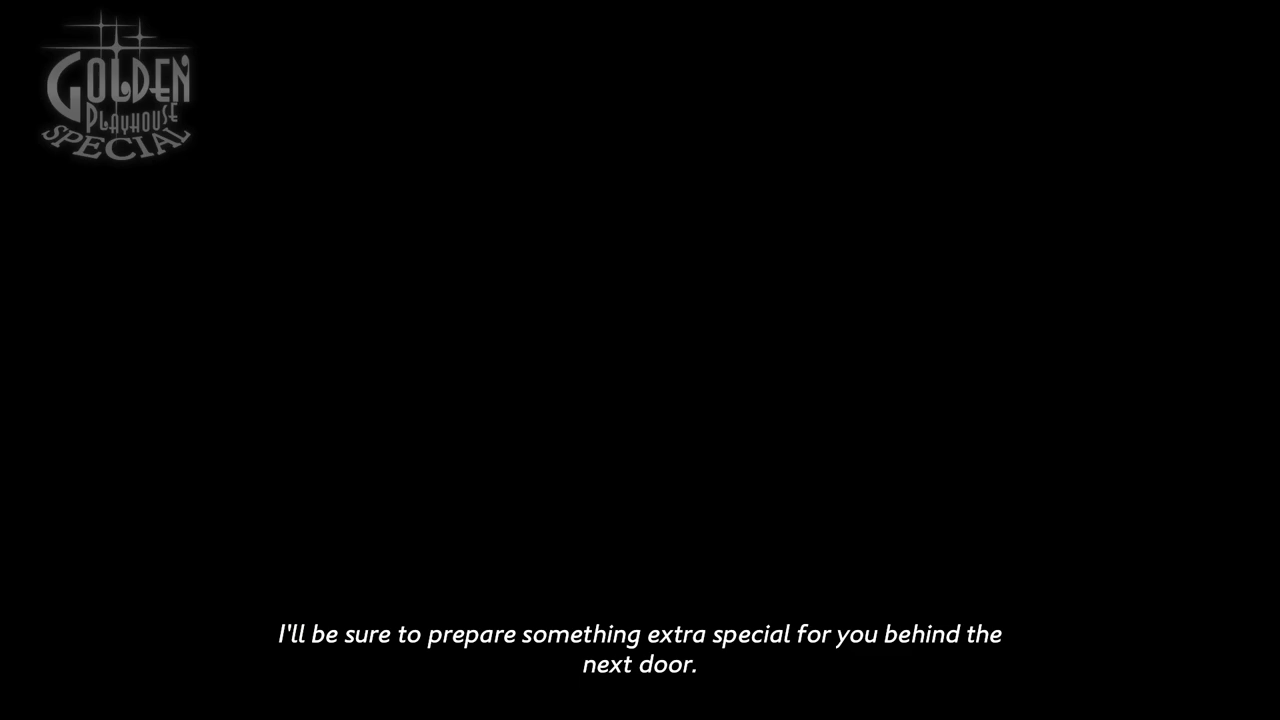 GOLDEN
PLAYHOUSE
SPECIAL
I'll be sure to prepare something extra special for you behind the
next door.